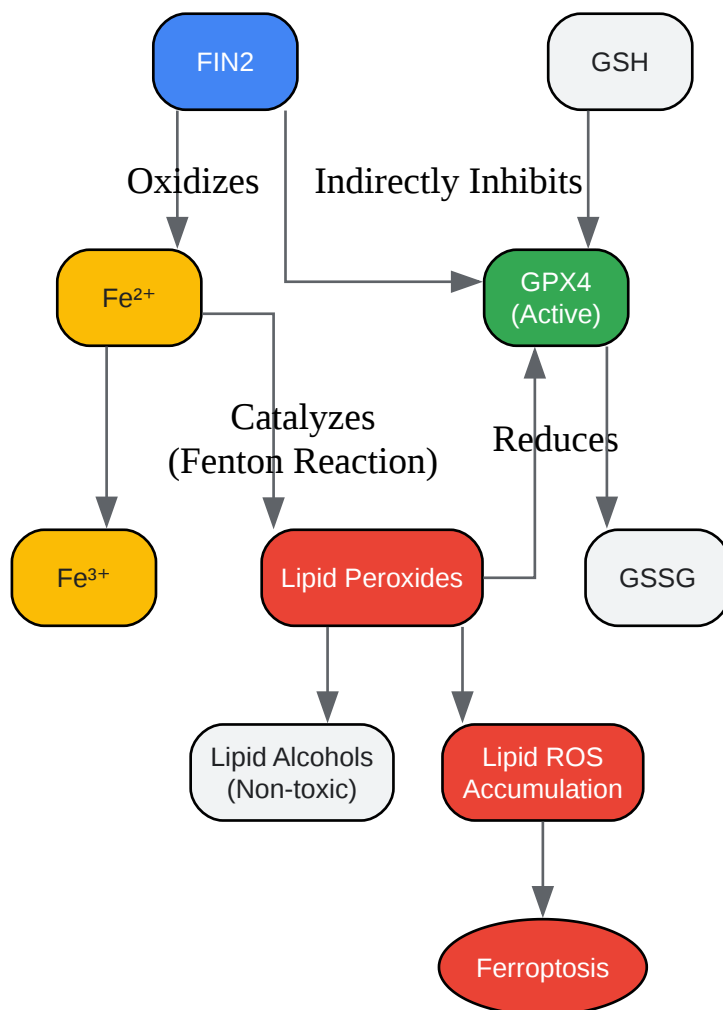 FIN2
GSH
Oxidizes
Indirectly Inhibits
Fe²⁺
GPX4
(Active)
Catalyzes
(Fenton Reaction)
Reduces
Fe³⁺
Lipid Peroxides
GSSG
Lipid Alcohols
(Non-toxic)
Lipid ROS
Accumulation
Ferroptosis